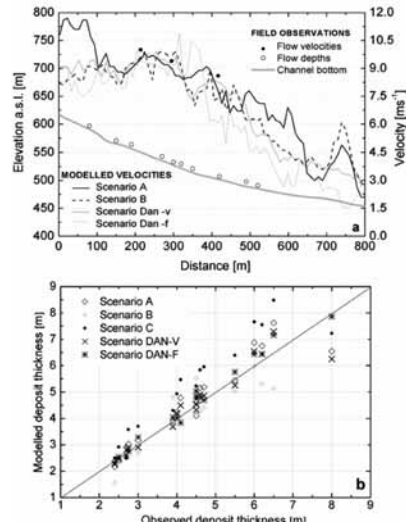 800
750
700
650
600
550
500
450
400
Elevation a.s.l. [m]
12.0
10.5
9.0
7.5
6.0
4.5
3.0
1.5
0.0
Velocity [ms-1]
FIELD OBSERVATIONS
Flow velocities
Flow depths
Channel bottom
MODELLED VELOCITIES
Scenario A
Scenario B
Scenario Dan -v
Scenario Dan -f
a
0 100 200 300 400 500 600 700 800
Distance [m]
9
8
7
6
5
4
3
2
1
Modelled deposit thickness [m]
Scenario A
Scenario B
Scenario C
Scenario DAN-V
Scenario DAN-F
b
1 2 3 4 5 6 7 8 9
Observed deposit thickness [m]